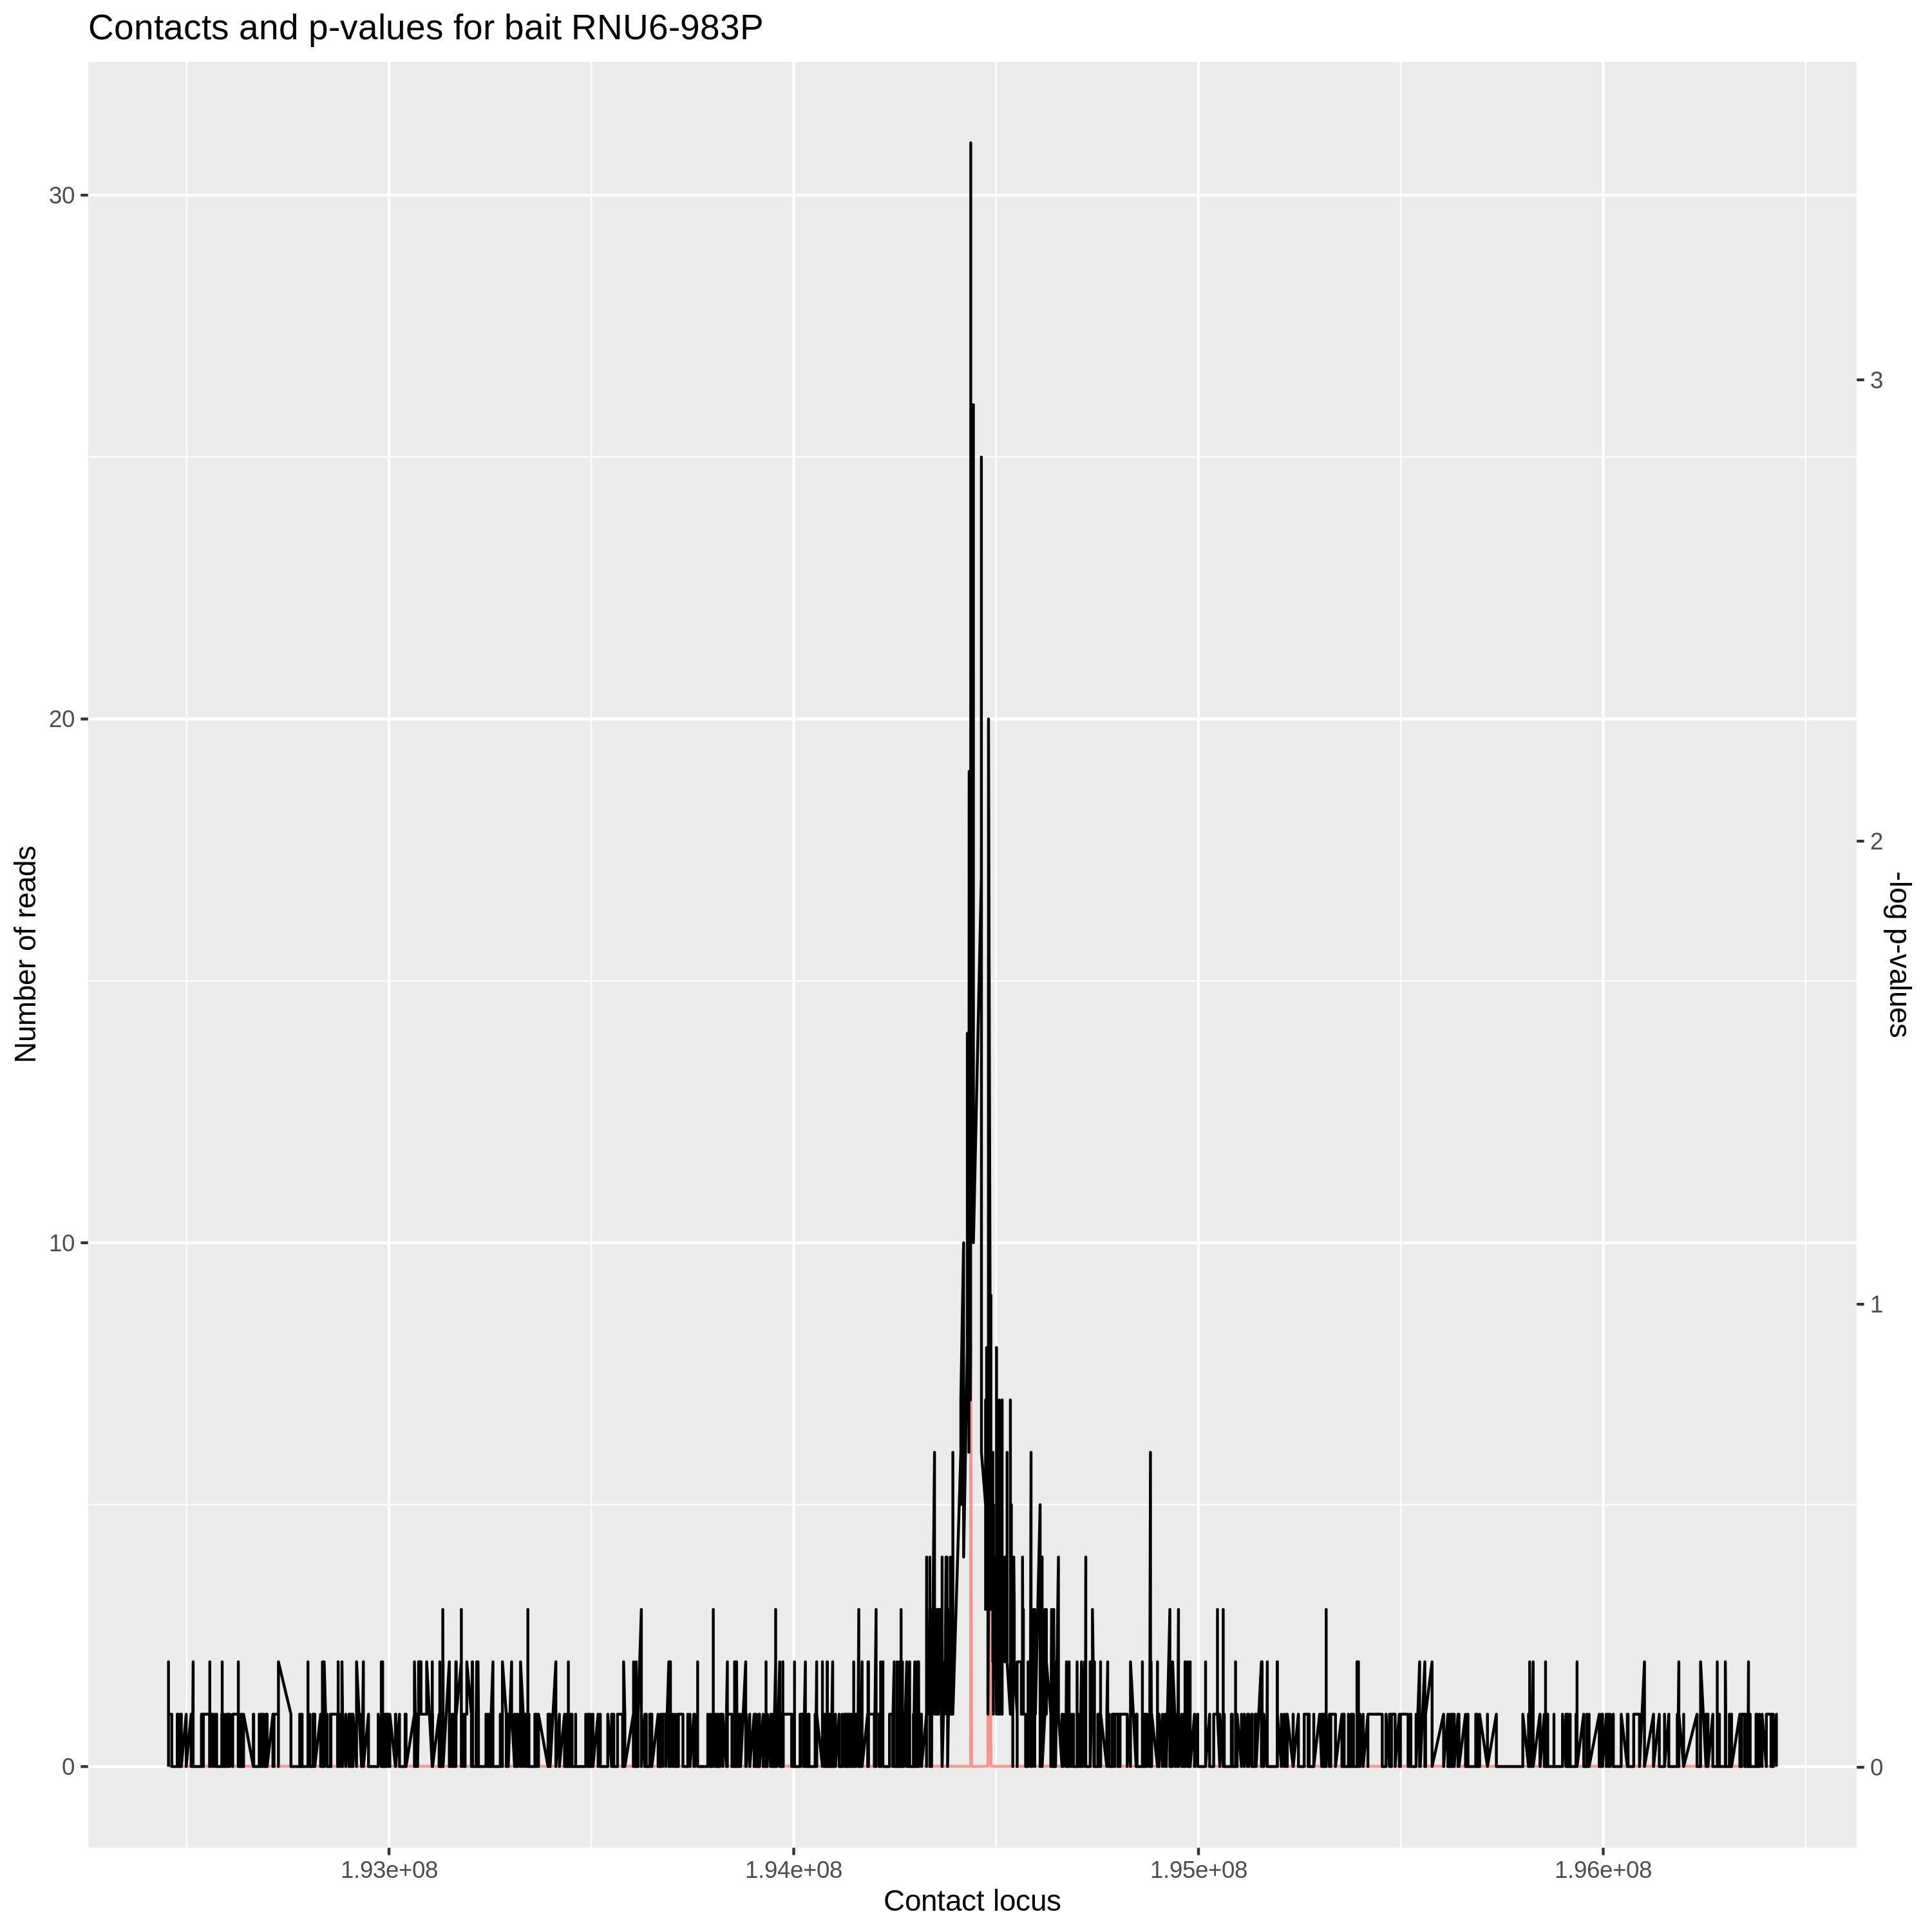 Contacts and p-values for bait RNU6-983P
30
20
10
0
Number of reads
3
2
1
0
-log p-values
1.93e+08 1.94e+08 1.95e+08 1.96e+08
Contact locus